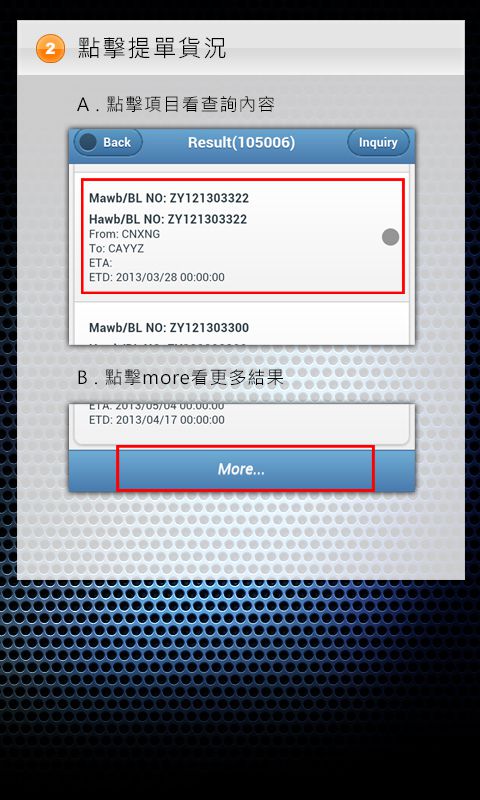 2 點擊提單貨況
A . 點擊項目看查詢內容
Back Result(105006) Inquiry
Mawb/BL NO: ZY121303322
Hawb/BL NO: ZY121303322
From: CNXNG
To: CAYYZ
ETA:
ETD: 2013/03/28 00:00:00
Mawb/BL NO: ZY121303300
B . 點擊more看更多結果
ETA: 2013/05/04 00:00:00
ETD: 2013/04/17 00:00:00
More...